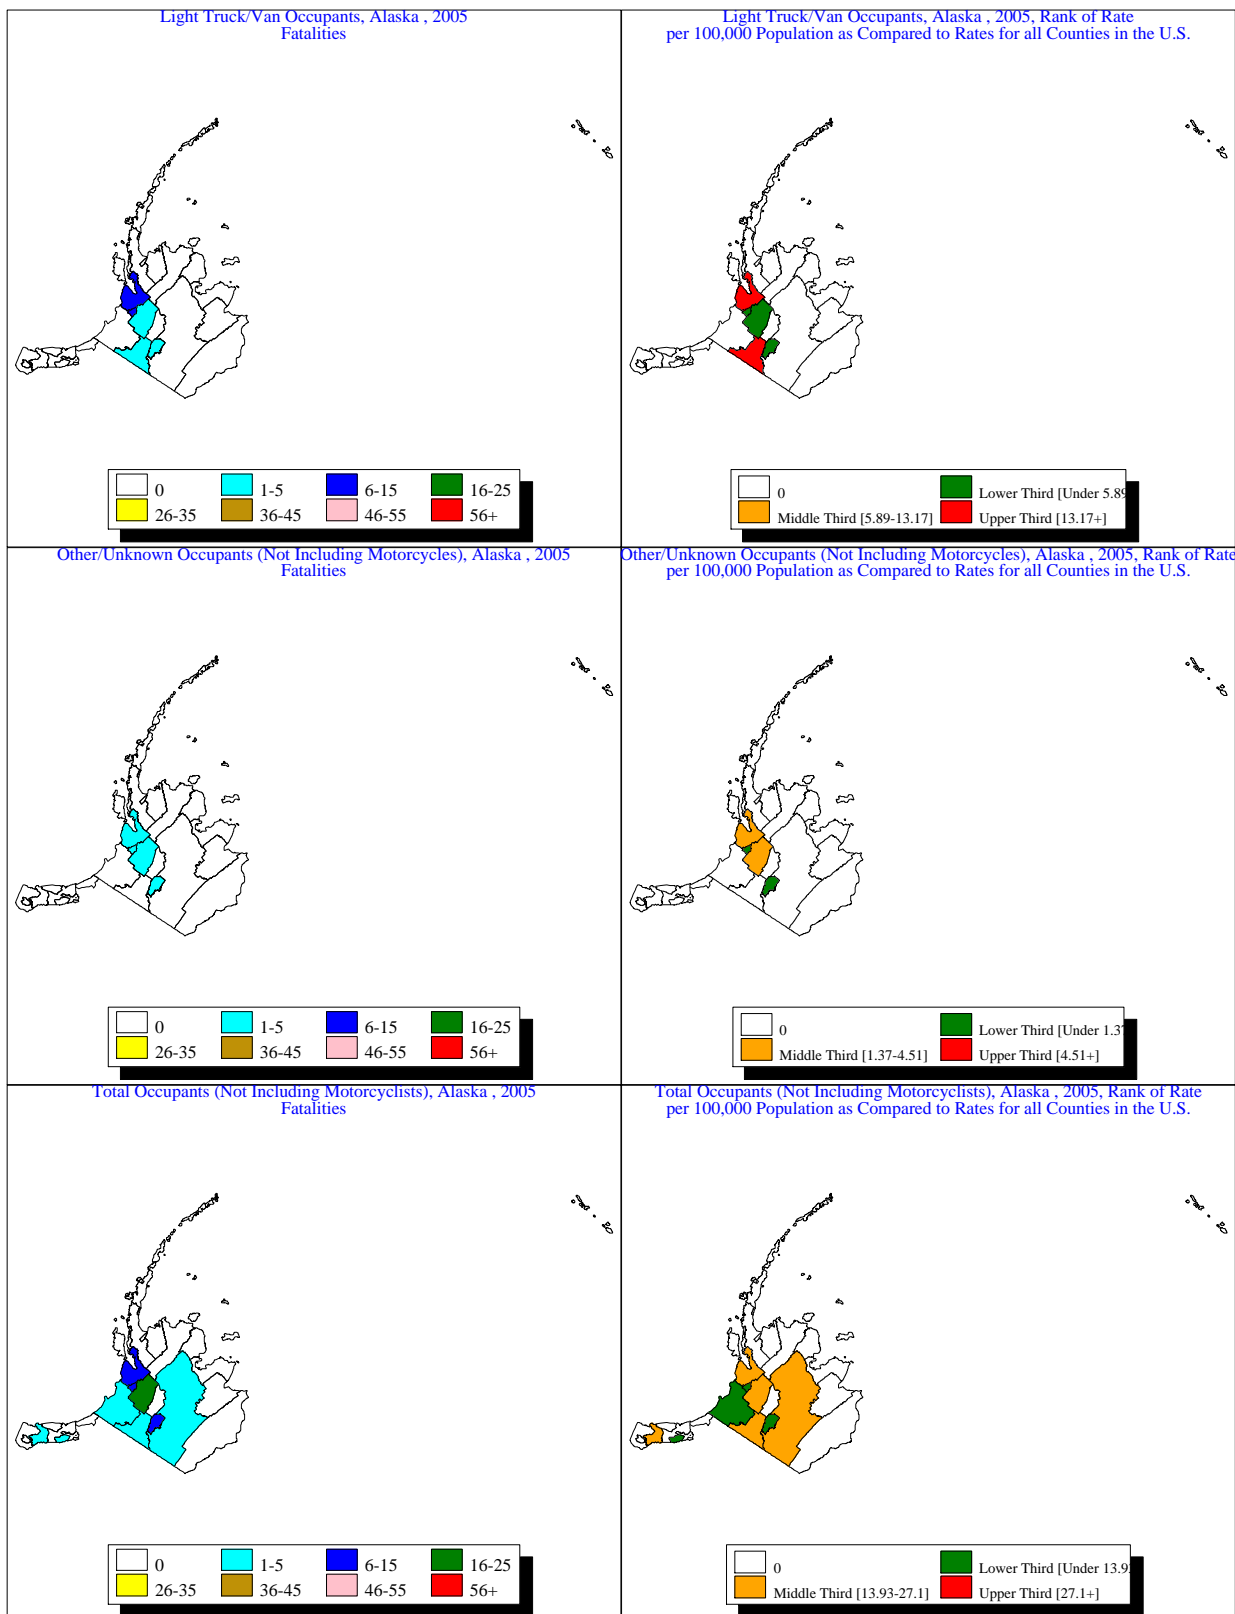 Light Truck/Van Occupants, Alaska , 2005
Fatalities
0
1-5
6-15
16-25
26-35
36-45
46-55
56+
Light Truck/Van Occupants, Alaska , 2005, Rank of Rate
per 100,000 Population as Compared to Rates for all Counties in the U.S.
0
Lower Third [Under 5.89
Middle Third [5.89-13.17]
Upper Third [13.17+]
Other/Unknown Occupants (Not Including Motorcycles), Alaska , 2005
Fatalities
0
1-5
6-15
16-25
26-35
36-45
46-55
56+
Other/Unknown Occupants (Not Including Motorcycles), Alaska , 2005, Rank of Rate
per 100,000 Population as Compared to Rates for all Counties in the U.S.
0
Lower Third [Under 1.37
Middle Third [1.37-4.51]
Upper Third [4.51+]
Total Occupants (Not Including Motorcyclists), Alaska , 2005
Fatalities
0
1-5
6-15
16-25
26-35
36-45
46-55
56+
Total Occupants (Not Including Motorcyclists), Alaska , 2005, Rank of Rate
per 100,000 Population as Compared to Rates for all Counties in the U.S.
0
Lower Third [Under 13.93
Middle Third [13.93-27.1]
Upper Third [27.1+]